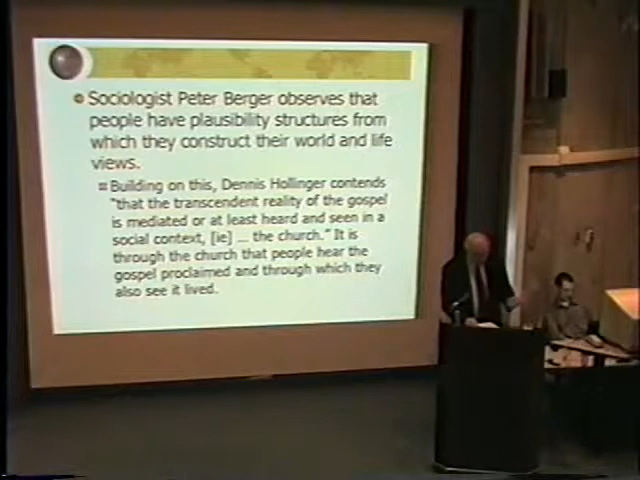 Sociologist Peter Berger observes that
people have plausibility structures from
which they construct their world and life
views.
Building on this, Dennis Hollinger contends
"that the transcendent reality of the gospel
is mediated or at least heard and seen in a
social context, [ie] ... the church." It is
through the church that people hear the
gospel proclaimed and through which they
also see it lived.